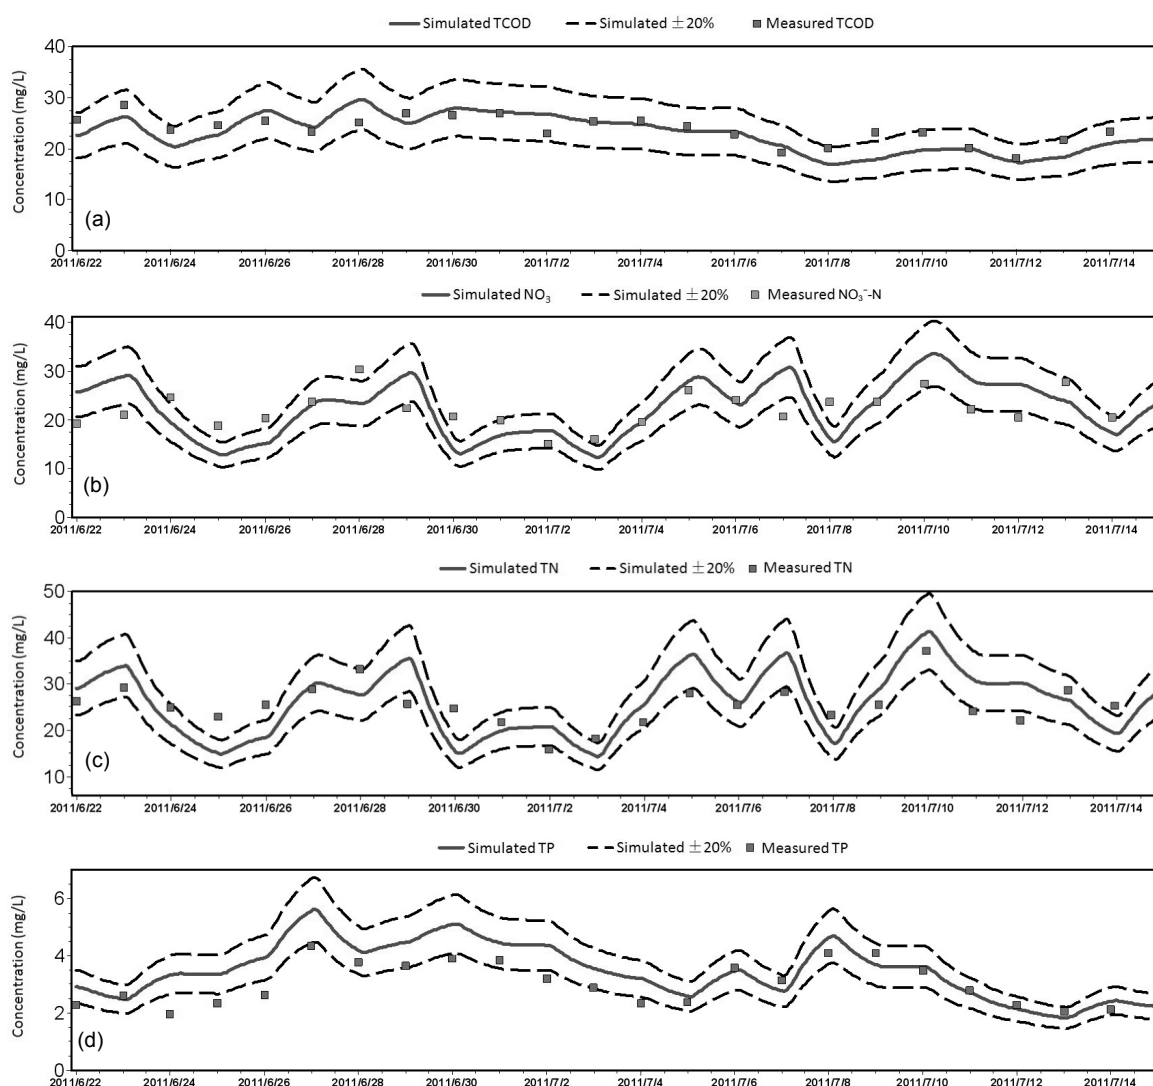 Simulated TCOD Simulated ±20% Measured TCOD
Concentration (mg/L)
40
30
20
10
0
(a)
2011/6/22 2011/6/24 2011/6/26 2011/6/28 2011/6/30 2011/7/2 2011/7/4 2011/7/6 2011/7/8 2011/7/10 2011/7/12 2011/7/14
Simulated NO₃ Simulated ±20% Measured NO₃⁻-N
Concentration (mg/L)
40
30
20
10
0
(b)
2011/6/22 2011/6/24 2011/6/26 2011/6/28 2011/6/30 2011/7/2 2011/7/4 2011/7/6 2011/7/8 2011/7/10 2011/7/12 2011/7/14
Simulated TN Simulated ±20% Measured TN
Concentration (mg/L)
50
40
30
20
10
(c)
2011/6/22 2011/6/24 2011/6/26 2011/6/28 2011/6/30 2011/7/2 2011/7/4 2011/7/6 2011/7/8 2011/7/10 2011/7/12 2011/7/14
Simulated TP Simulated ±20% Measured TP
Concentration (mg/L)
6
4
2
0
(d)
2011/6/22 2011/6/24 2011/6/26 2011/6/28 2011/6/30 2011/7/2 2011/7/4 2011/7/6 2011/7/8 2011/7/10 2011/7/12 2011/7/14